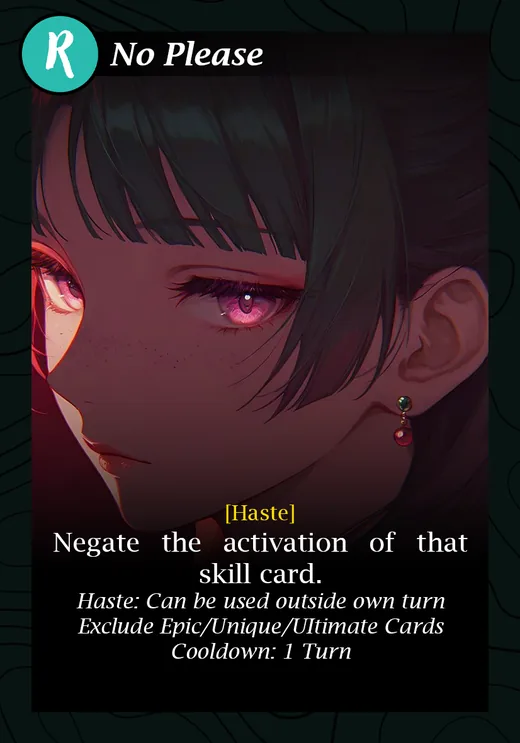 R No Please
[Haste]
Negate the activation of that
skill card.
Haste: Can be used outside own turn
Exclude Epic/Unique/UItimate Cards
Cooldown: 1 Turn